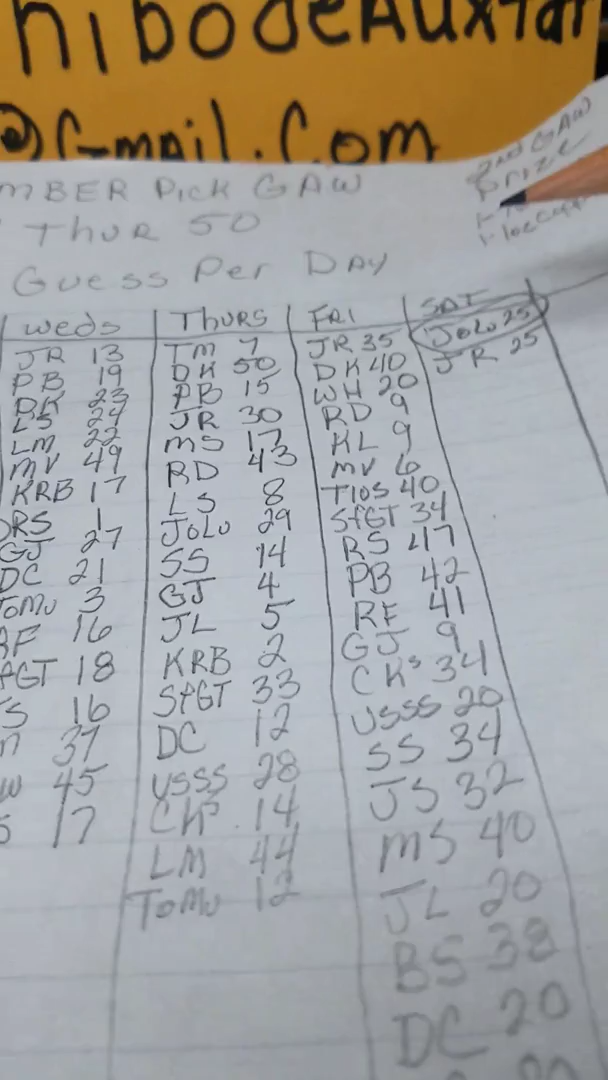 hibodeauxtar
@G-mail.Com
MBER Pick GAW
Thur 50
Guess Per DAY
2nd GAW
Prize
weds
JR 13
PB 19
DK 23
LS 24
LM 22
MV 49
KRB 17
DRS 1
GJ 27
DC 21
TOMU 3
RF 16
SfGT 18
S 16
n 37
w 45
S 17
THURS
TM 7
DK 50
PB 15
JR 30
MS 17
RD 43
LS 8
JOLU 29
SS 14
GJ 4
JL 5
KRB 2
SfGT 33
DC 12
USSS 28
CKS 14
LM 44
TOMU 12
FRI
JR 35
DK 40
WH 20
RD 9
KL 9
MV 6
TIOS 40
SfGT 34
RS 47
PB 42
RF 41
GJ 9
CKS 34
USSS 20
SS 34
JS 32
MS 40
JL 20
BS 38
DC 20
SAT
JOLU 25
JR 25